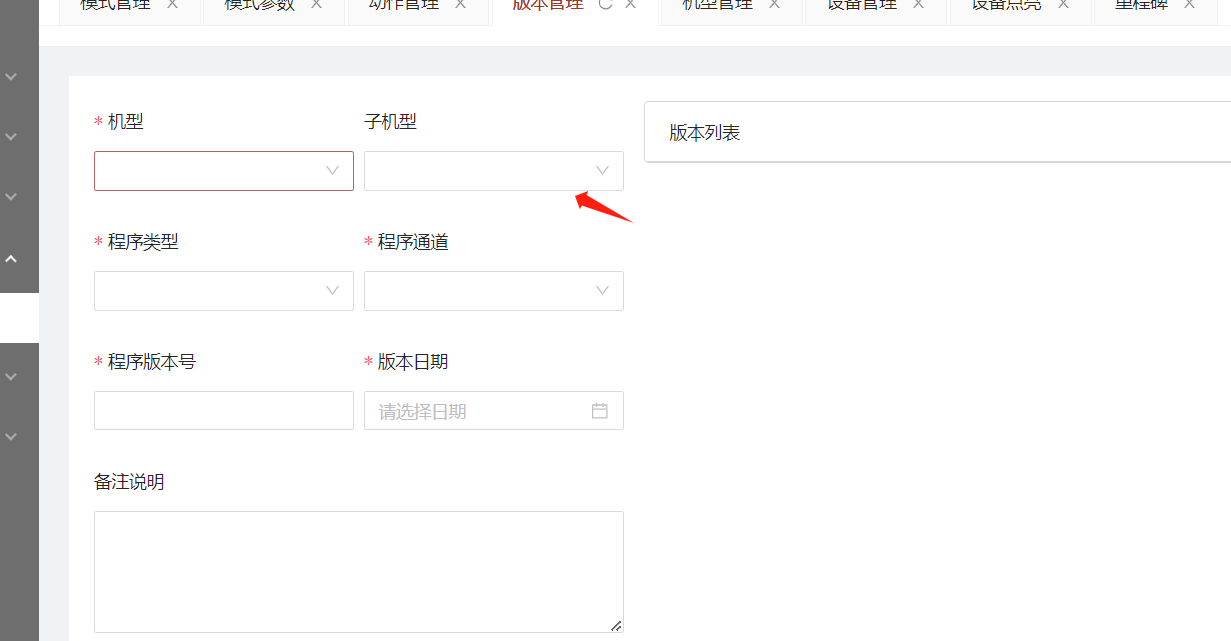 模式管理 模式参数 动作管理 版本管理 机型管理 设备管理 设备点亮 里程碑
* 机型 子机型
版本列表
* 程序类型 * 程序通道
* 程序版本号 * 版本日期
请选择日期
备注说明